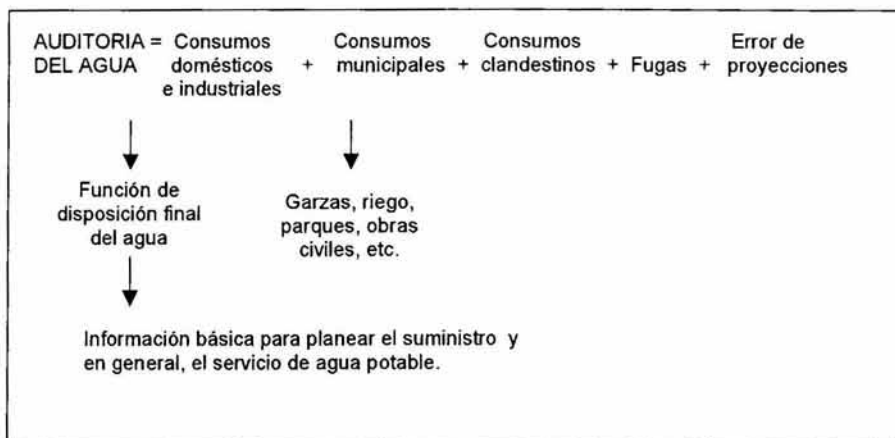 AUDITORIA = Consumos Consumos Consumos Error de
DEL AGUA domésticos + municipales + clandestinos + Fugas + proyecciones
e industriales
Función de
disposición final
del agua
Garzas, riego,
parques, obras
civiles, etc.
Información básica para planear el suministro y
en general, el servicio de agua potable.